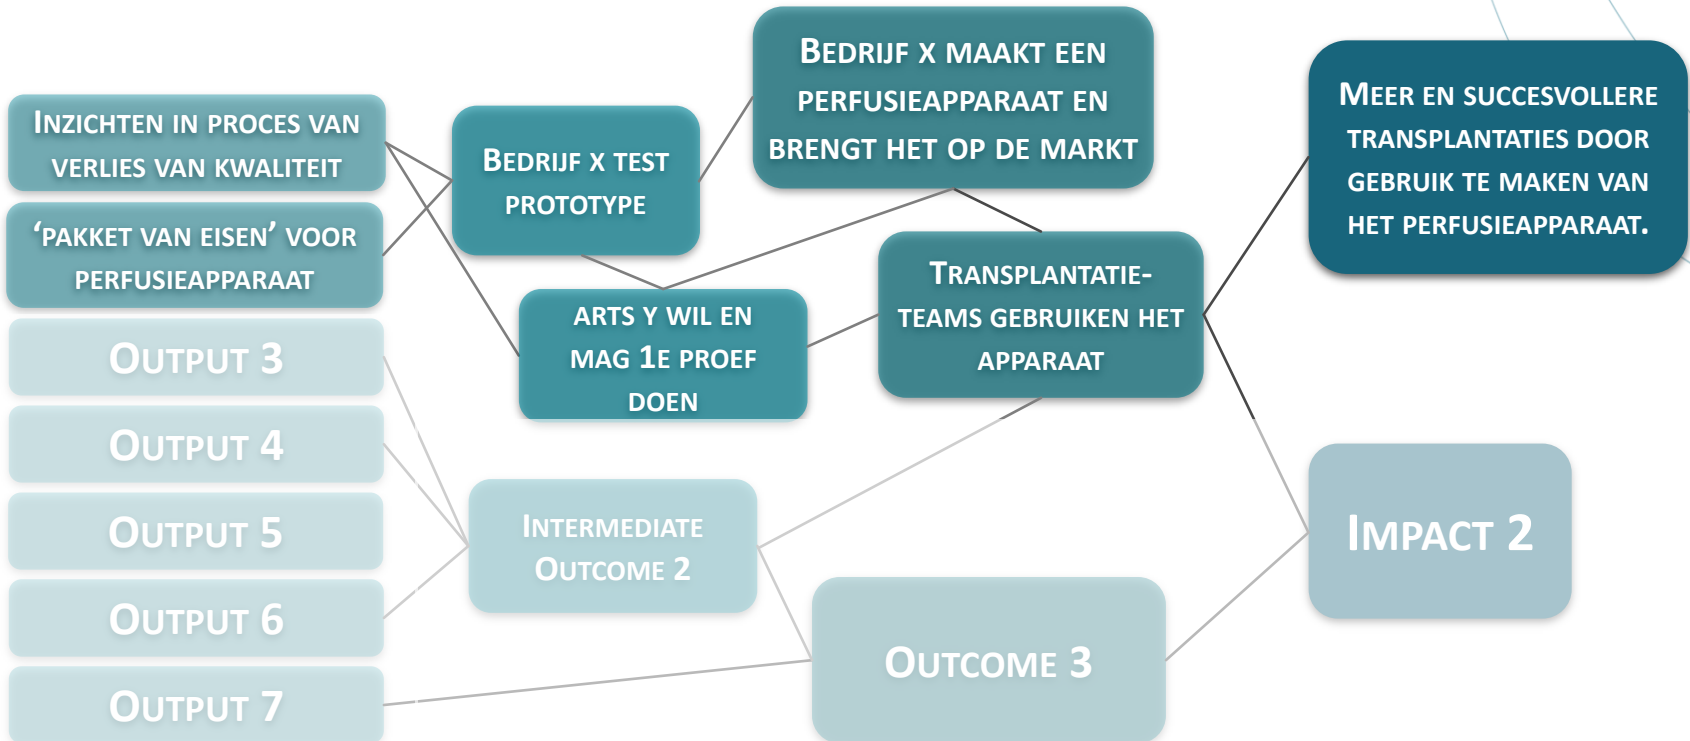 Inzichten in proces van
verlies van kwaliteit
‘pakket van eisen’ voor
perfusieapparaat
Output 3
Output 4
Output 5
Output 6
Output 7
Bedrijf x test
prototype
arts y wil en
mag 1e proef
doen
Intermediate
Outcome 2
Bedrijf x maakt een
perfusieapparaat en
brengt het op de markt
Transplantatie-
teams gebruiken het
apparaat
Outcome 3
Meer en succesvollere
transplantaties door
gebruik te maken van
het perfusieapparaat.
Impact 2